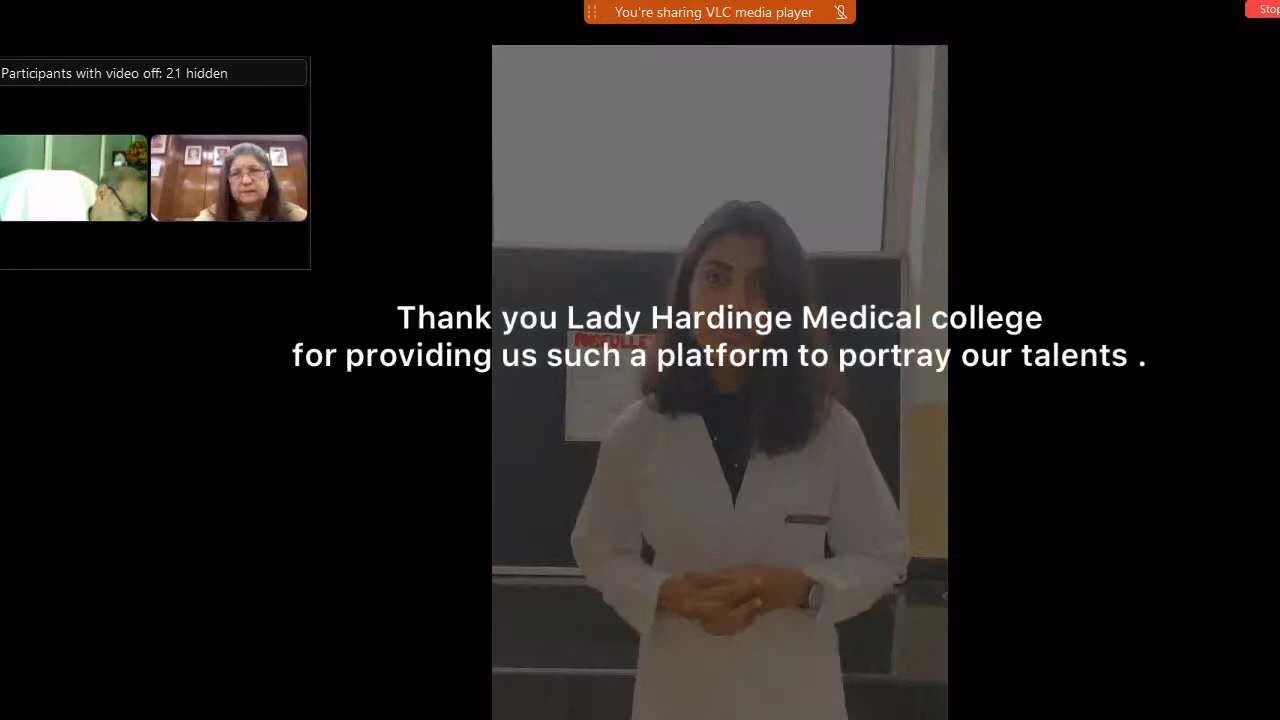 You're sharing VLC media player
Stop
Participants with video off: 21 hidden
Thank you Lady Hardinge Medical college
for providing us such a platform to portray our talents .